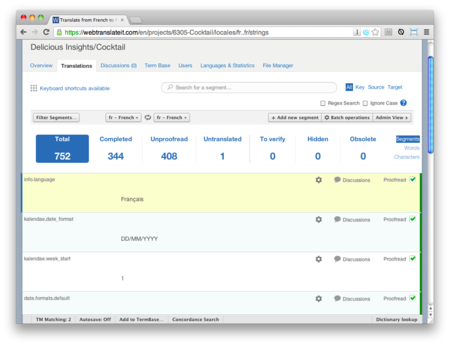 Translate from French to F
https://webtranslateit.com/en/projects/6305-Cocktail/locales/fr..fr/strings
Delicious Insights/Cocktail
Overview Translations Discussions (0) Term Base Users Languages & Statistics File Manager
Keyboard shortcuts available
Search for a segment...
All Key Source Target
Regex Search Ignore Case ?
Filter Segments... fr - French fr - French + Add new segment Batch operations Admin View
Total Completed Unproofread Untranslated To verify Hidden Obsolete Segments
752 344 408 1 0 0 0 Words
Characters
info.language Discussions Proofread
Français
kalendae.date_format Discussions Proofread
DD/MM/YYYY
kalendae.week_start Discussions Proofread
1
date.formats.default Discussions Proofread
TM Matching: 2 Autosave: Off Add to TermBase... Concordance Search Dictionary lookup